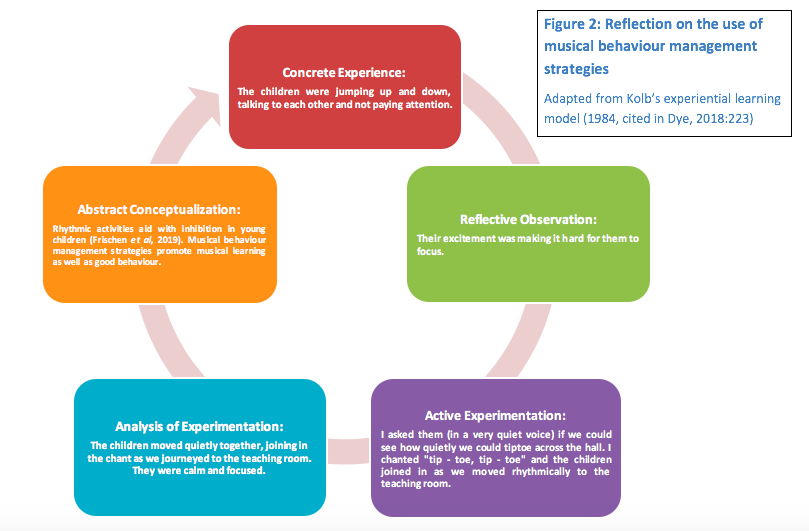 Figure 2: Reflection on the use of
musical behaviour management
strategies
Adapted from Kolb's experiential learning
model (1984, cited in Dye, 2018:223)
Concrete Experience:
The children were jumping up and down,
talking to each other and not paying attention.
Reflective Observation:
Their excitement was making it hard for them to
focus.
Active Experimentation:
I asked them (in a very quiet voice) if we could
see how quietly we could tiptoe across the hall. I
chanted "tip - toe, tip - toe" and the children
joined in as we moved rhythmically to the
teaching room.
Analysis of Experimentation:
The children moved quietly together, joining in
the chant as we journeyed to the teaching room.
They were calm and focused.
Abstract Conceptualization:
Rhythmic activities aid with inhibition in young
children (Frischen et al, 2019). Musical behaviour
management strategies promote musical learning
as well as good behaviour.